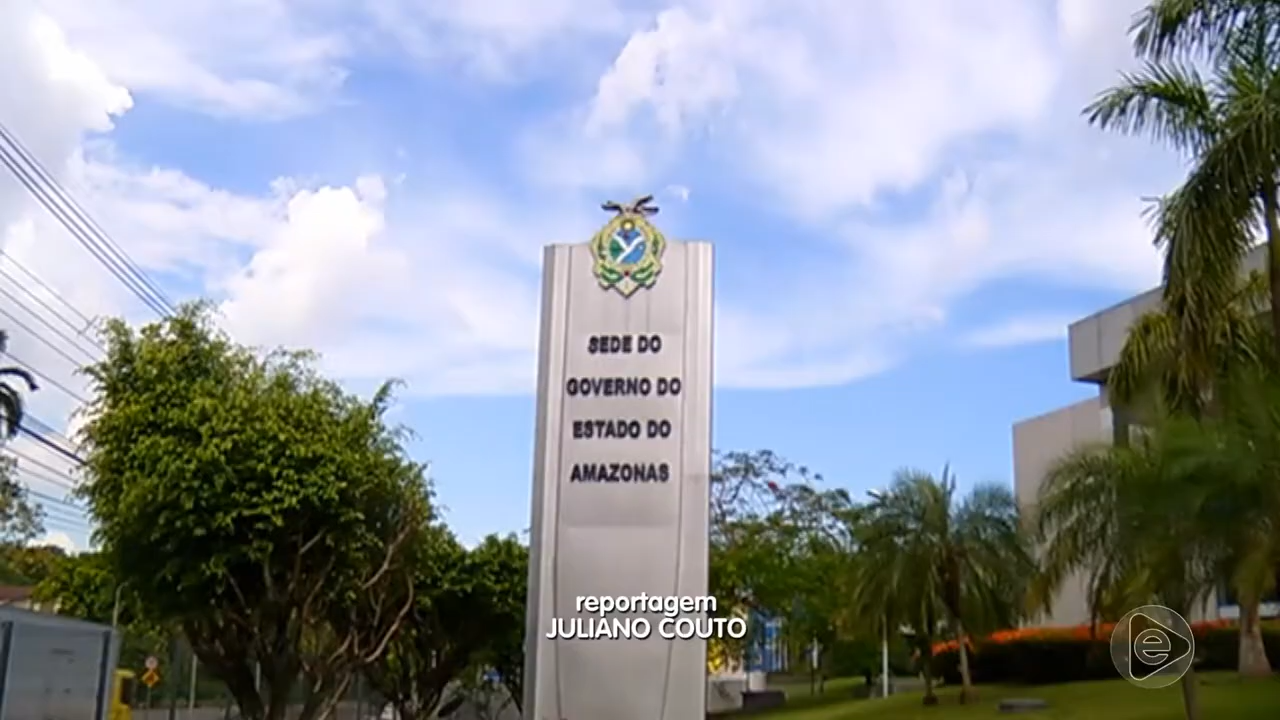 SEDE DO
GOVERNO DO
ESTADO DO
AMAZONAS
reportagem
JULIANO COUTO
e